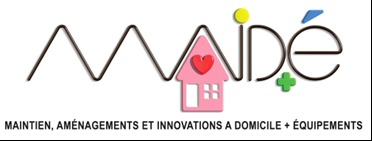 MAIDé
MAINTIEN, AMÉNAGEMENTS ET INNOVATIONS A DOMICILE + ÉQUIPEMENTS